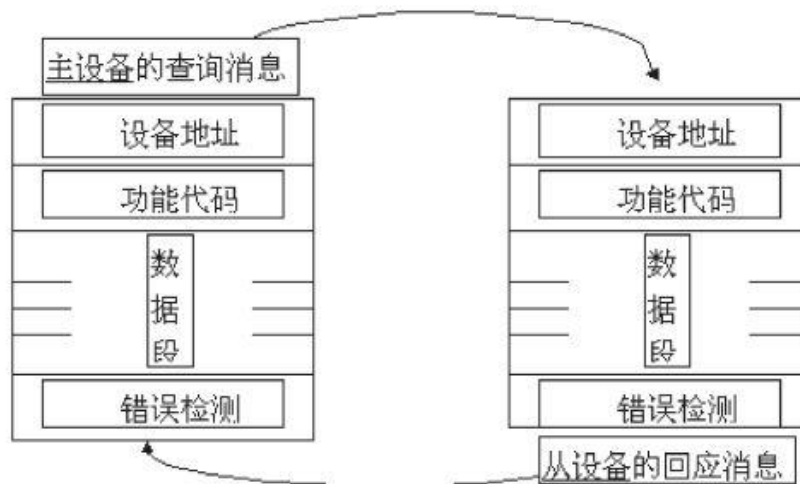 主设备的查询消息
设备地址
功能代码
数
据
段
错误检测
设备地址
功能代码
数
据
段
错误检测
从设备的回应消息